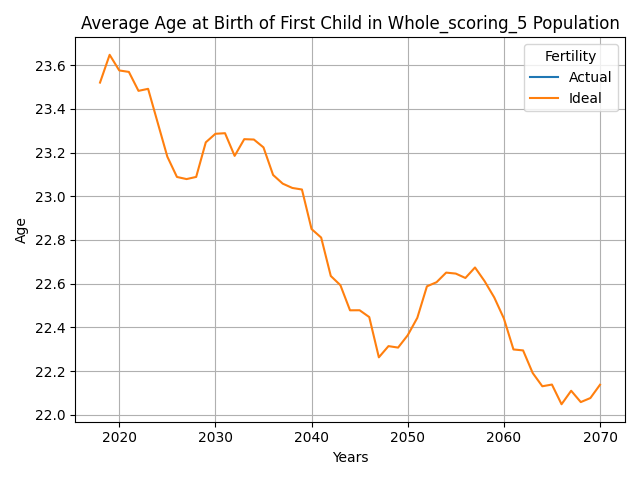 Average Age at Birth of First Child in Whole_scoring_5 Population
Fertility
Actual
Ideal
Age
23.6
23.4
23.2
23.0
22.8
22.6
22.4
22.2
22.0
2020 2030 2040 2050 2060 2070
Years